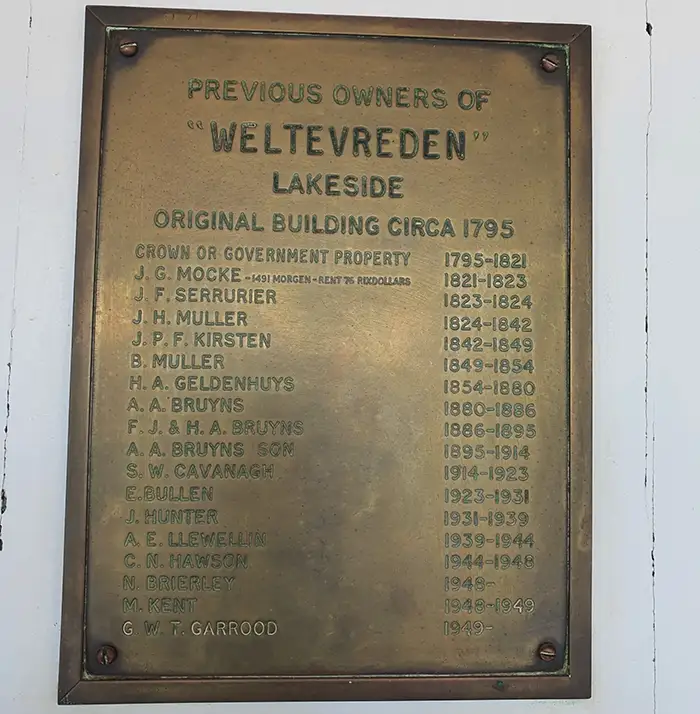 PREVIOUS OWNERS OF
"WELTEVREDEN"
LAKESIDE
ORIGINAL BUILDING CIRCA 1795
CROWN OR GOVERNMENT PROPERTY 1795-1821
J. G. MOCKE -1491 MORGEN-RENT 76 RIXDOLLARS 1821-1823
J. F. SERRURIER 1823-1824
J. H. MULLER 1824-1842
J. P. F. KIRSTEN 1842-1849
B. MULLER 1849-1854
H. A. GELDENHUYS 1854-1880
A. A. BRUYNS 1880-1886
F. J. & H. A. BRUYNS 1886-1895
A. A. BRUYNS SON 1895-1914
S. W. CAVANAGH 1914-1923
E. BULLEN 1923-1931
J. HUNTER 1931-1939
A. E. LLEWELLIN 1939-1944
C. N. HAWSON 1944-1948
N. BRIERLEY 1948-
M. KENT 1948-1949
G W. T. GARROOD 1949-